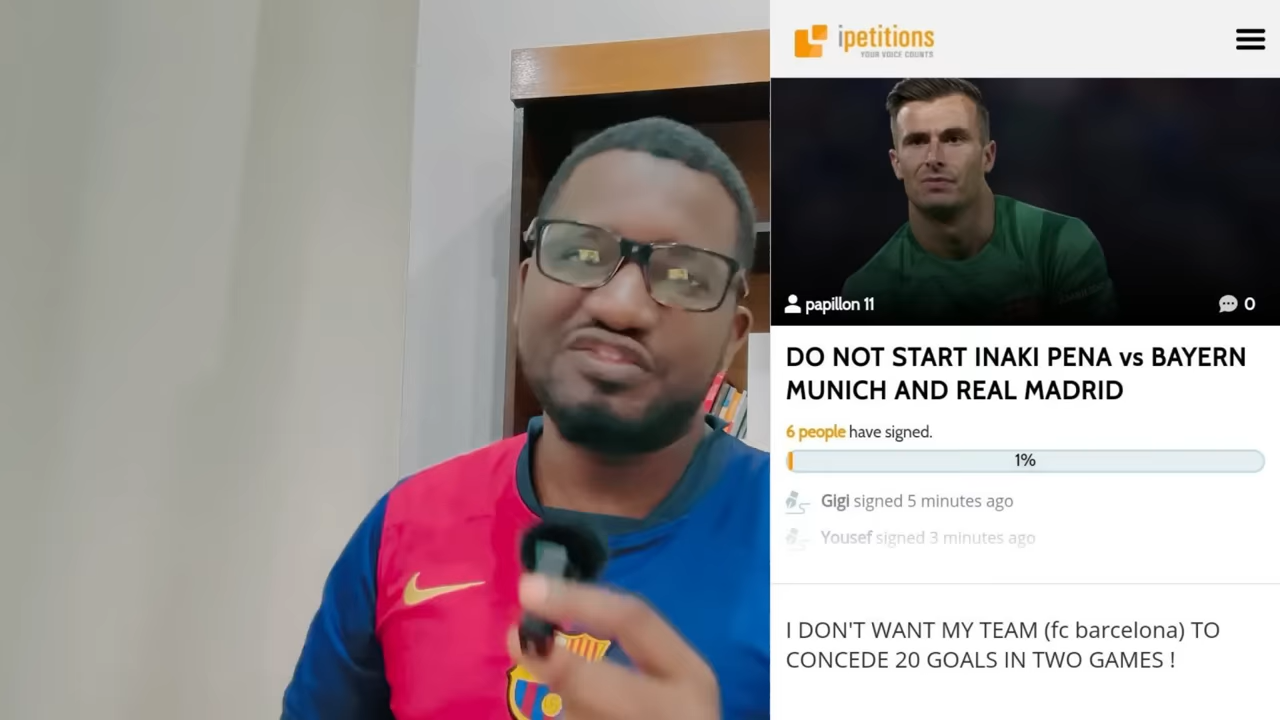 ipetitions
YOUR VOICE COUNTS
papillon 11
0
DO NOT START INAKI PENA vs BAYERN
MUNICH AND REAL MADRID
6 people have signed.
1%
Gigi signed 5 minutes ago
Yousef signed 3 minutes ago
I DON'T WANT MY TEAM (fc barcelona) TO
CONCEDE 20 GOALS IN TWO GAMES !